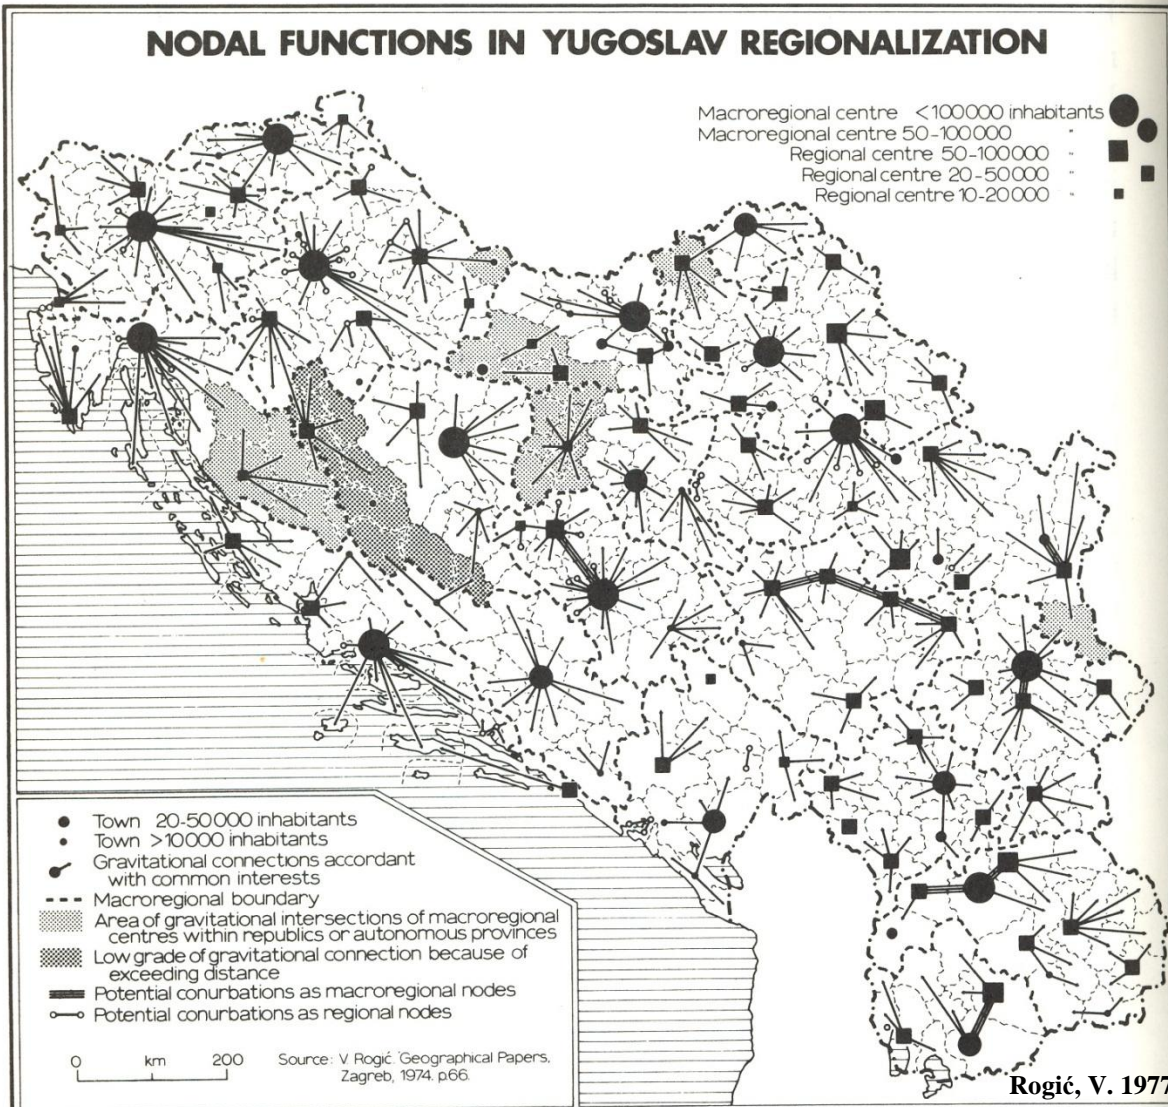 NODAL FUNCTIONS IN YUGOSLAV REGIONALIZATION
Macroregional centre <100000 inhabitants
Macroregional centre 50-100000 "
Regional centre 50-100000 "
Regional centre 20-50000 "
Regional centre 10-20000 "
Town 20-50000 inhabitants
Town >10000 inhabitants
Gravitational connections accordant
with common interests
Macroregional boundary
Area of gravitational intersections of macroregional
centres within republics or autonomous provinces
Low grade of gravitational connection because of
exceeding distance
Potential conurbations as macroregional nodes
Potential conurbations as regional nodes
0 km 200
Source: V. Rogić. Geographical Papers,
Zagreb, 1974. p.66.
Rogić, V. 1977